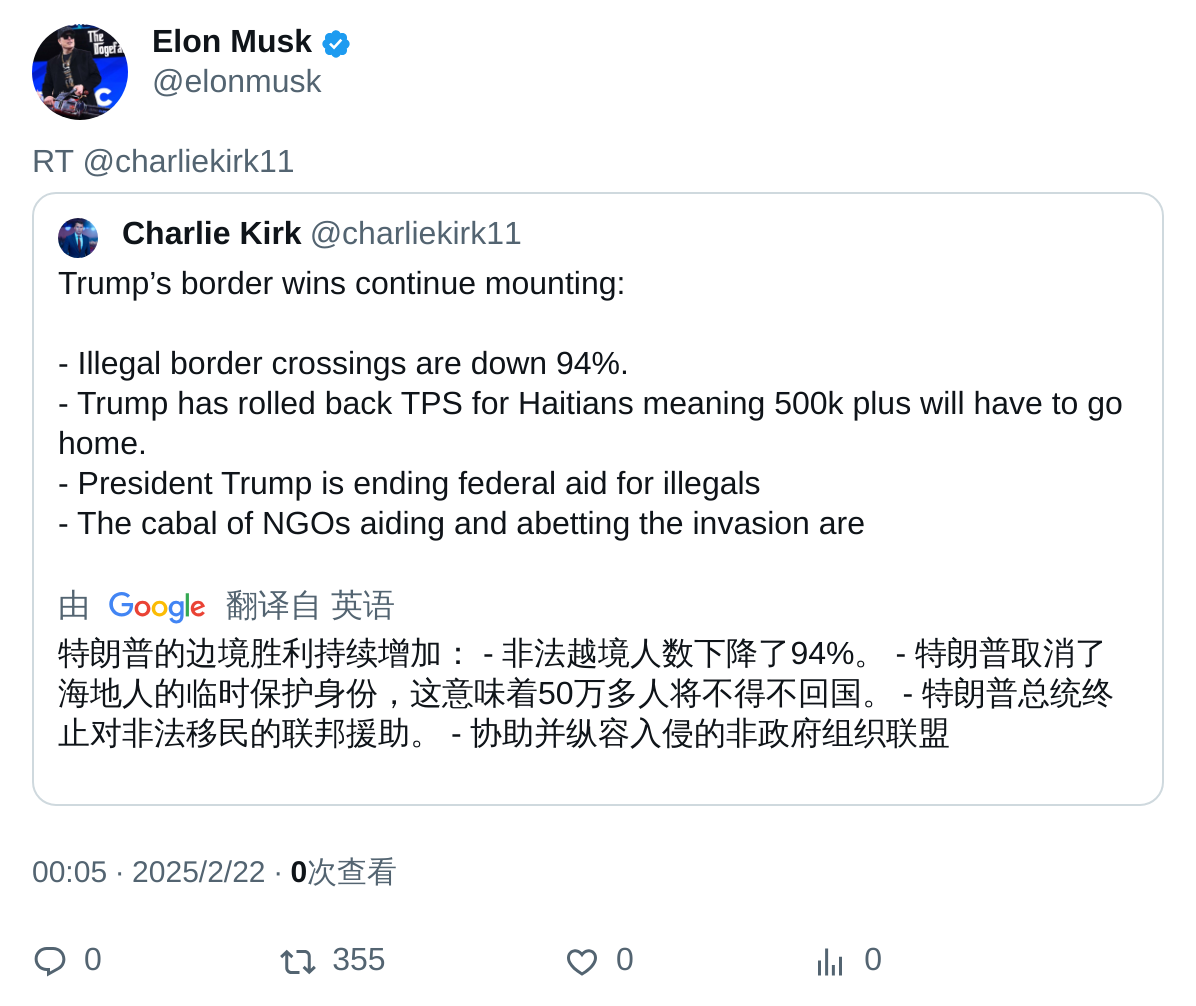 The
Dogefa
C
Elon Musk
@elonmusk
RT @charliekirk11
Charlie Kirk @charliekirk11
Trump’s border wins continue mounting:
- Illegal border crossings are down 94%.
- Trump has rolled back TPS for Haitians meaning 500k plus will have to go
home.
- President Trump is ending federal aid for illegals
- The cabal of NGOs aiding and abetting the invasion are
由 Google 翻译自 英语
特朗普的边境胜利持续增加： - 非法越境人数下降了94%。 - 特朗普取消了
海地人的临时保护身份，这意味着50万多人将不得不回国。 - 特朗普总统终
止对非法移民的联邦援助。 - 协助并纵容入侵的非政府组织联盟
00:05 · 2025/2/22 · 0次查看
0 355 0 0